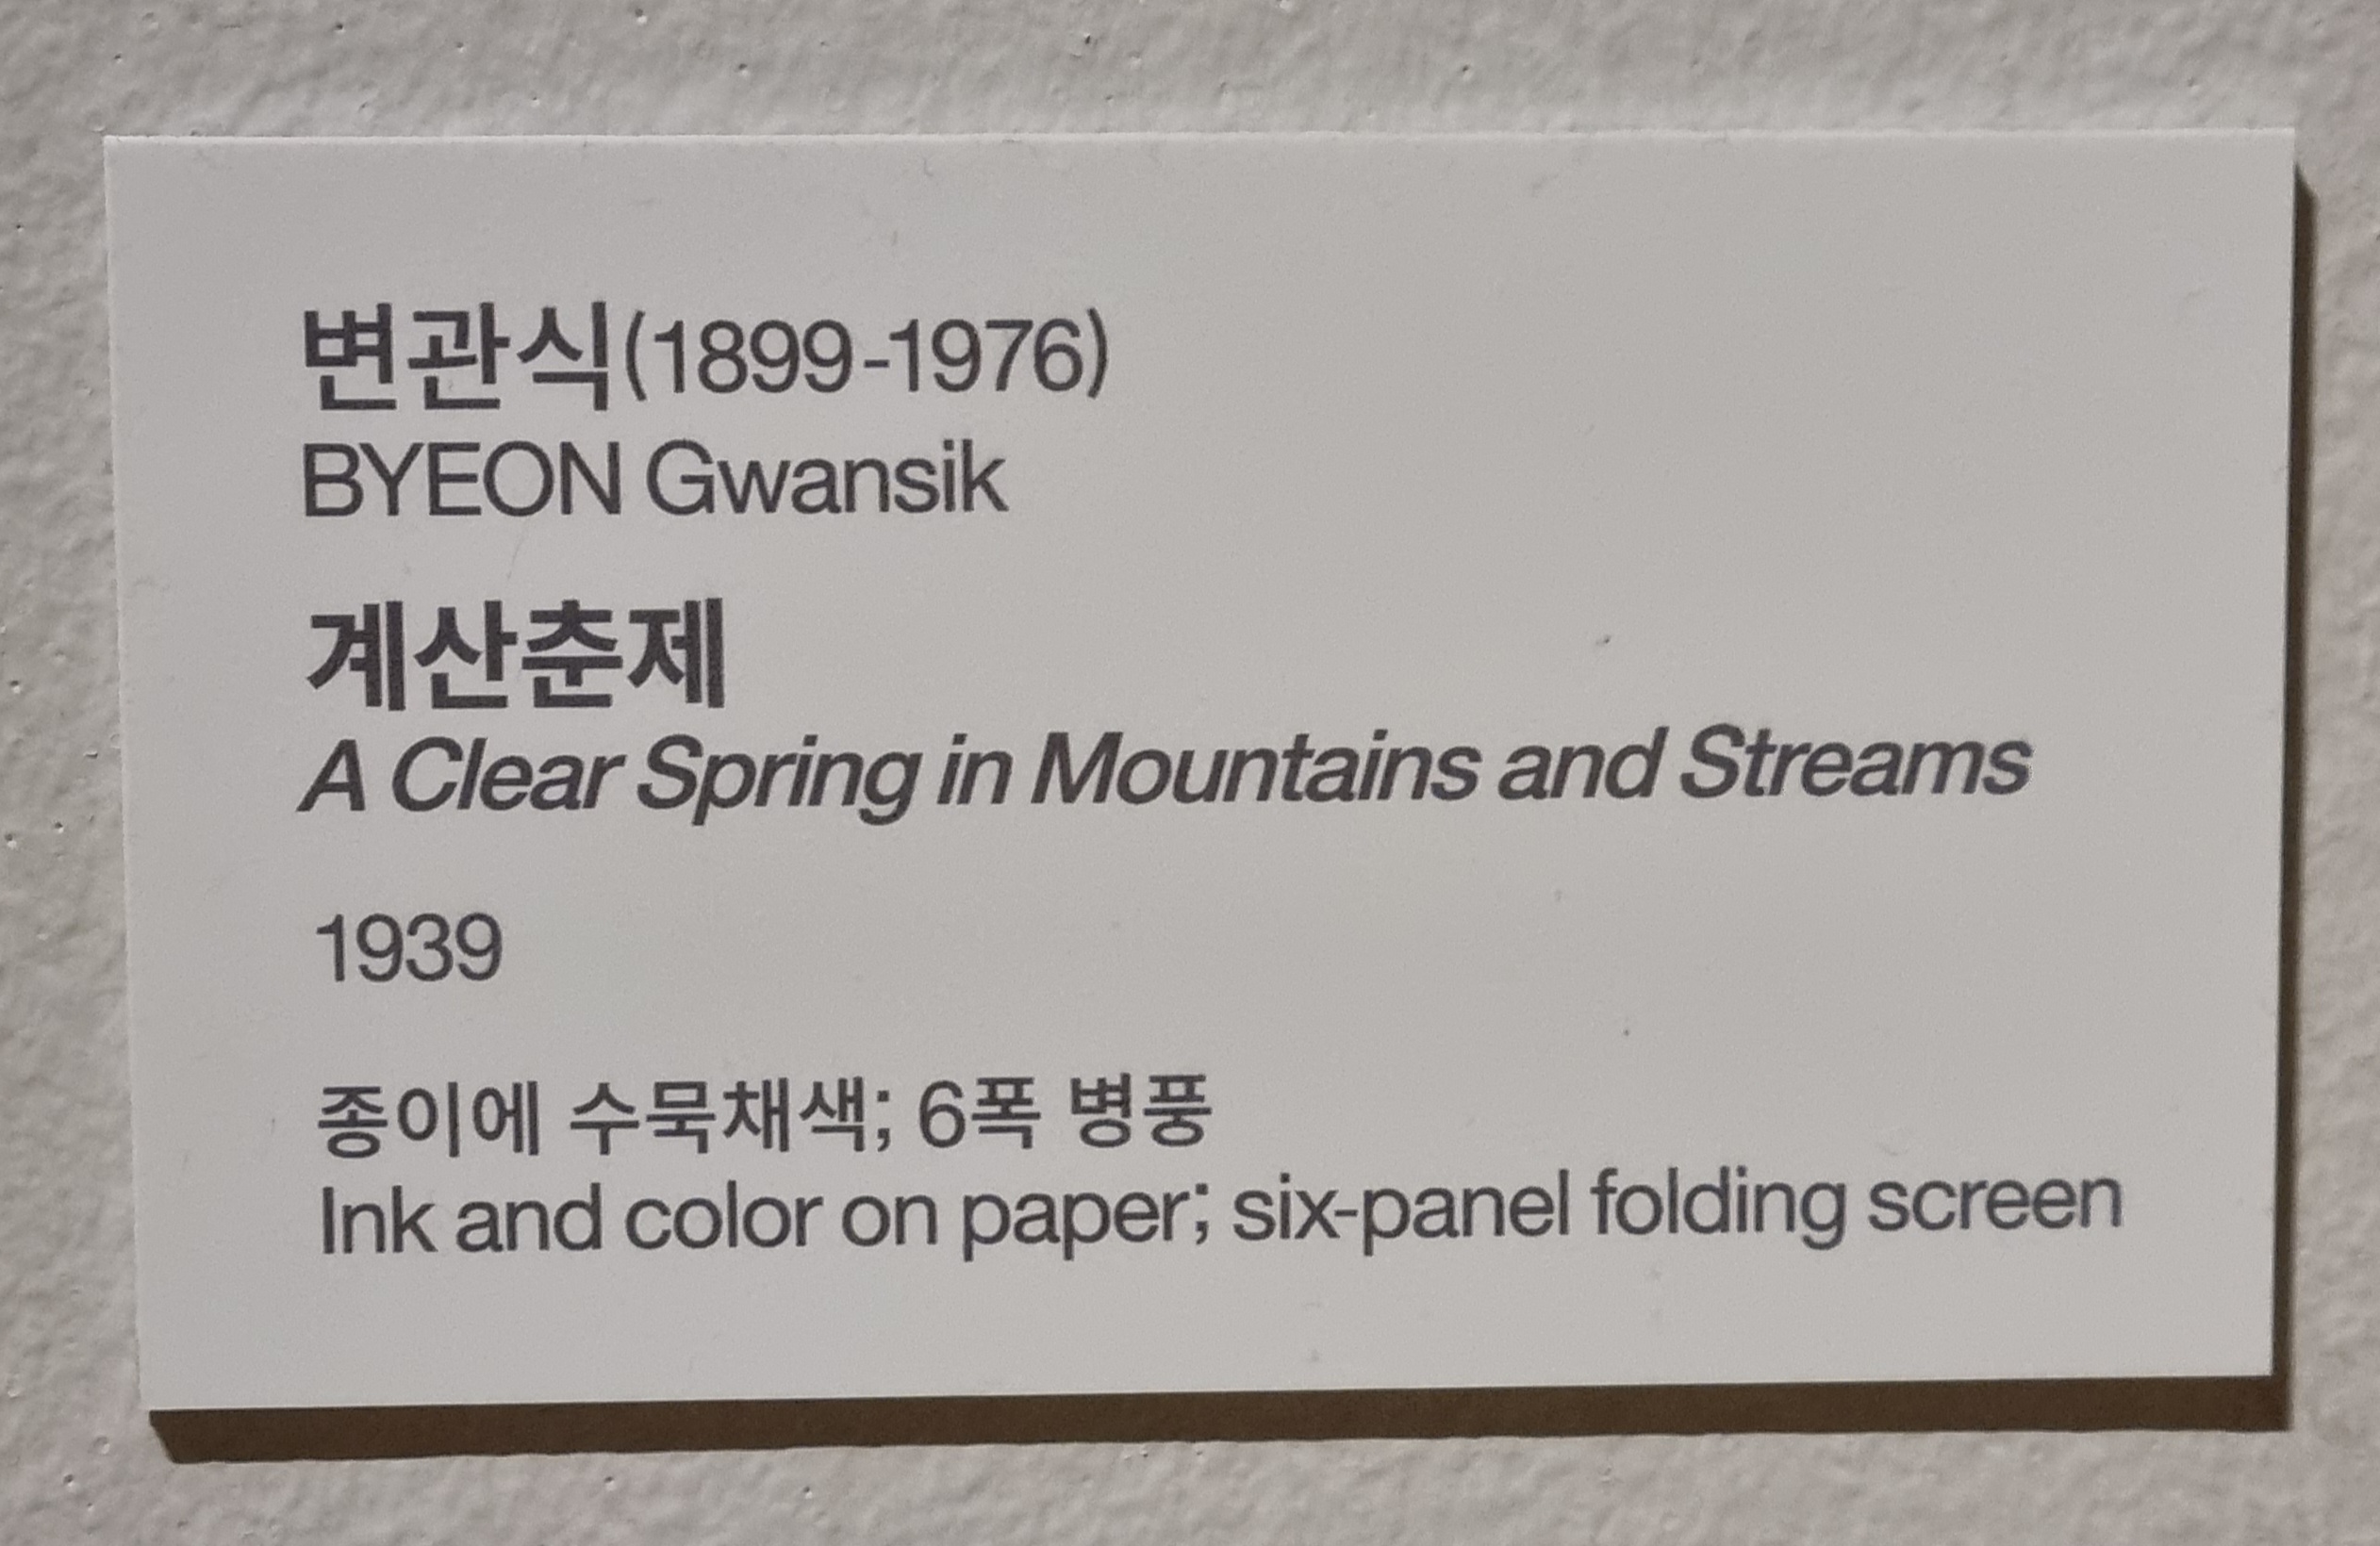 변관식(1899-1976)
BYEON Gwansik
계산춘제
A Clear Spring in Mountains and Streams
1939
종이에 수묵채색; 6폭 병풍
Ink and color on paper; six-panel folding screen